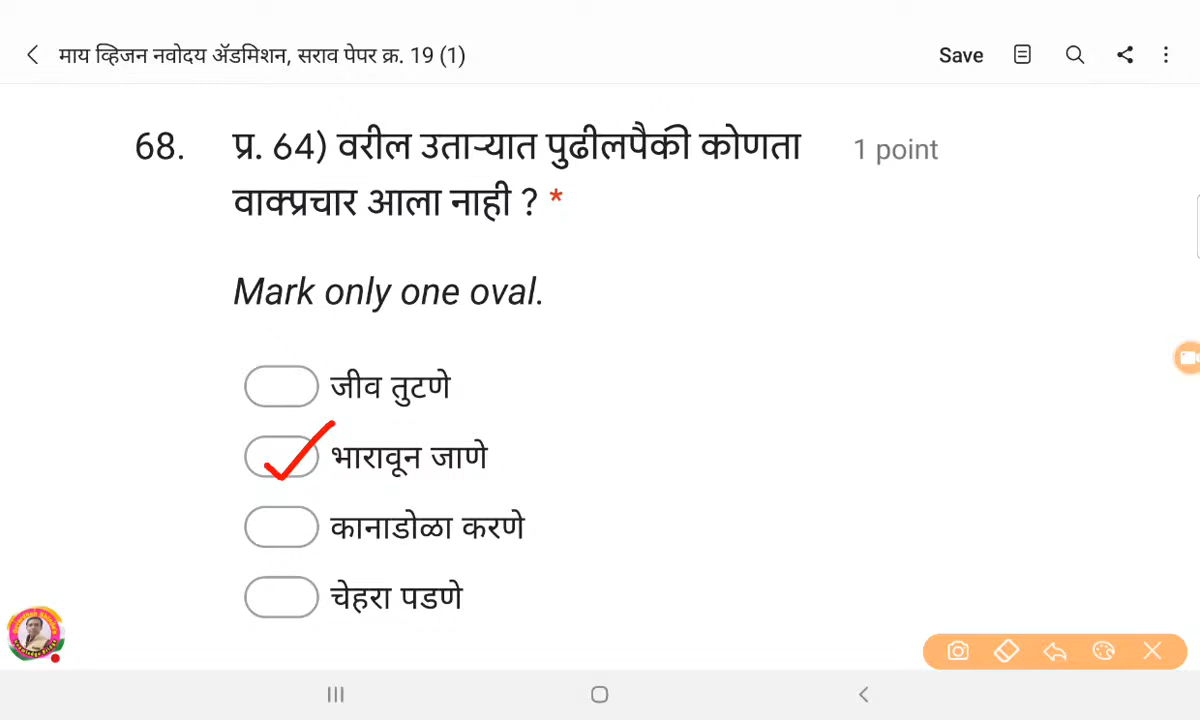 माय व्हिजन नवोदय ॲडमिशन, सराव पेपर क्र. 19 (1)
Save
68. प्र. 64) वरील उताऱ्यात पुढीलपैकी कोणता 1 point
वाक्प्रचार आला नाही ? *
Mark only one oval.
जीव तुटणे
भारावून जाणे
कानाडोळा करणे
चेहरा पडणे